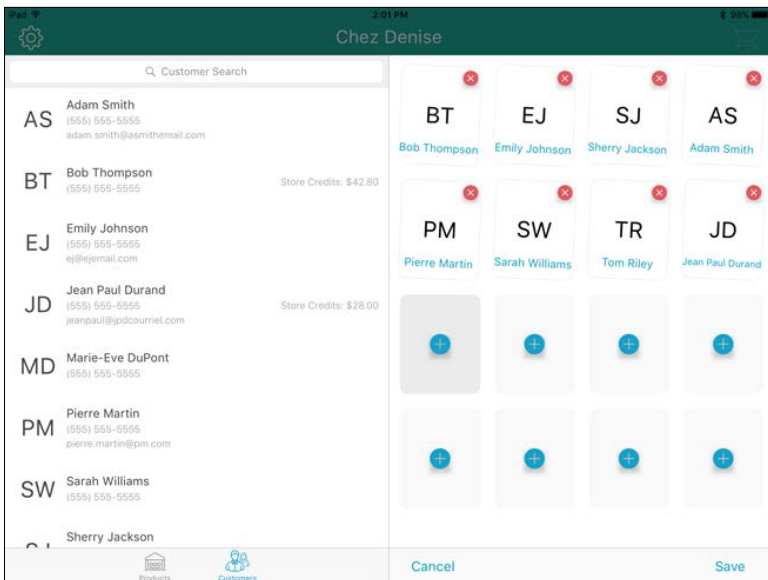 iPad
2:01 PM
96%
Chez Denise
Customer Search
AS
Adam Smith
(555) 555-5555
adam.smith@asmithemail.com
BT
Bob Thompson
(555) 555-5555
Store Credits: $42.80
EJ
Emily Johnson
(555) 555-5555
ej@ejemail.com
JD
Jean Paul Durand
(555) 555-5555
Store Credits: $28.00
jeanpaul@jpdcourriel.com
MD
Marie-Eve DuPont
(555) 555-5555
PM
Pierre Martin
(555) 555-5555
pierre.martin@pm.com
SW
Sarah Williams
(555) 555-5555
Sherry Jackson
Products
Customers
BT
Bob Thompson
EJ
Emily Johnson
SJ
Sherry Jackson
AS
Adam Smith
PM
Pierre Martin
SW
Sarah Williams
TR
Tom Riley
JD
Jean Paul Durand
Cancel
Save